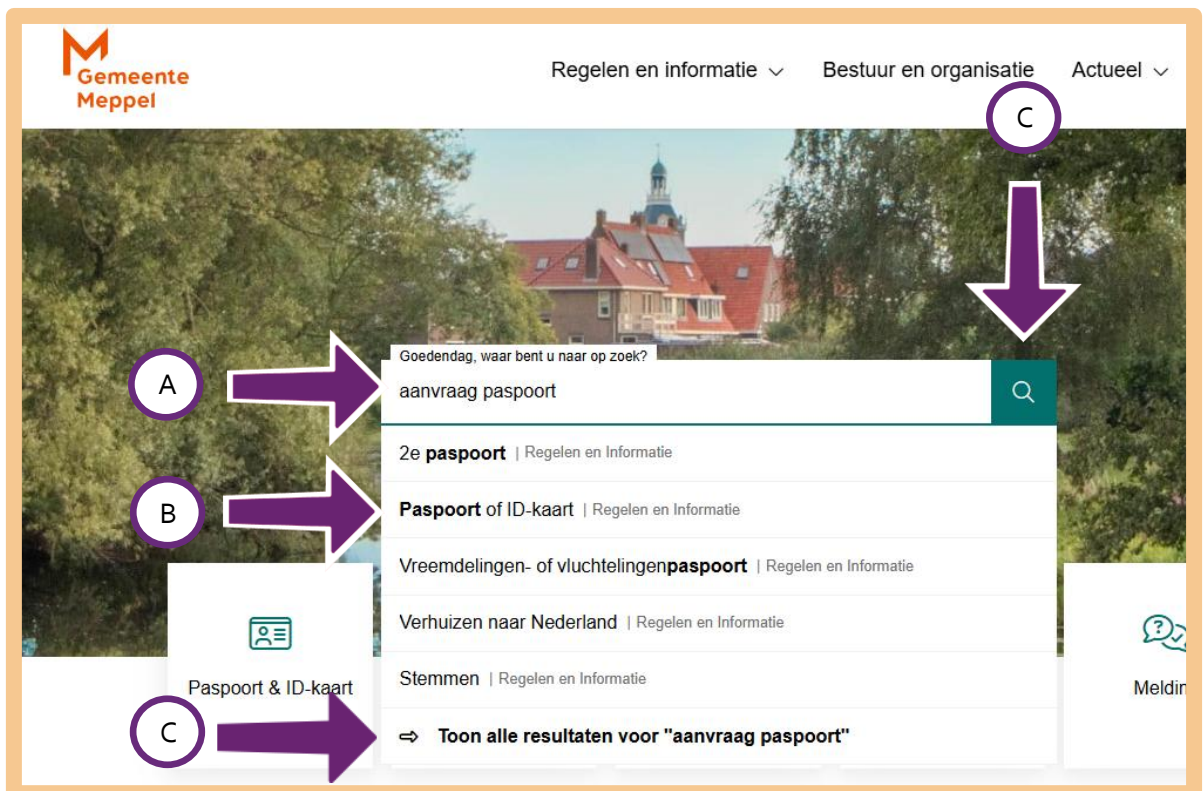 Gemeente
Meppel
Regelen en informatie
Bestuur en organisatie
Actueel
C
Goedendag, waar bent u naar op zoek?
A
aanvraag paspoort
2e paspoort | Regelen en Informatie
B
Paspoort of ID-kaart | Regelen en Informatie
Vreemdelingen- of vluchtelingenpaspoort | Regelen en Informatie
Verhuizen naar Nederland | Regelen en Informatie
Stemmen | Regelen en Informatie
Paspoort & ID-kaart
Meldin
C
⇨ Toon alle resultaten voor "aanvraag paspoort"